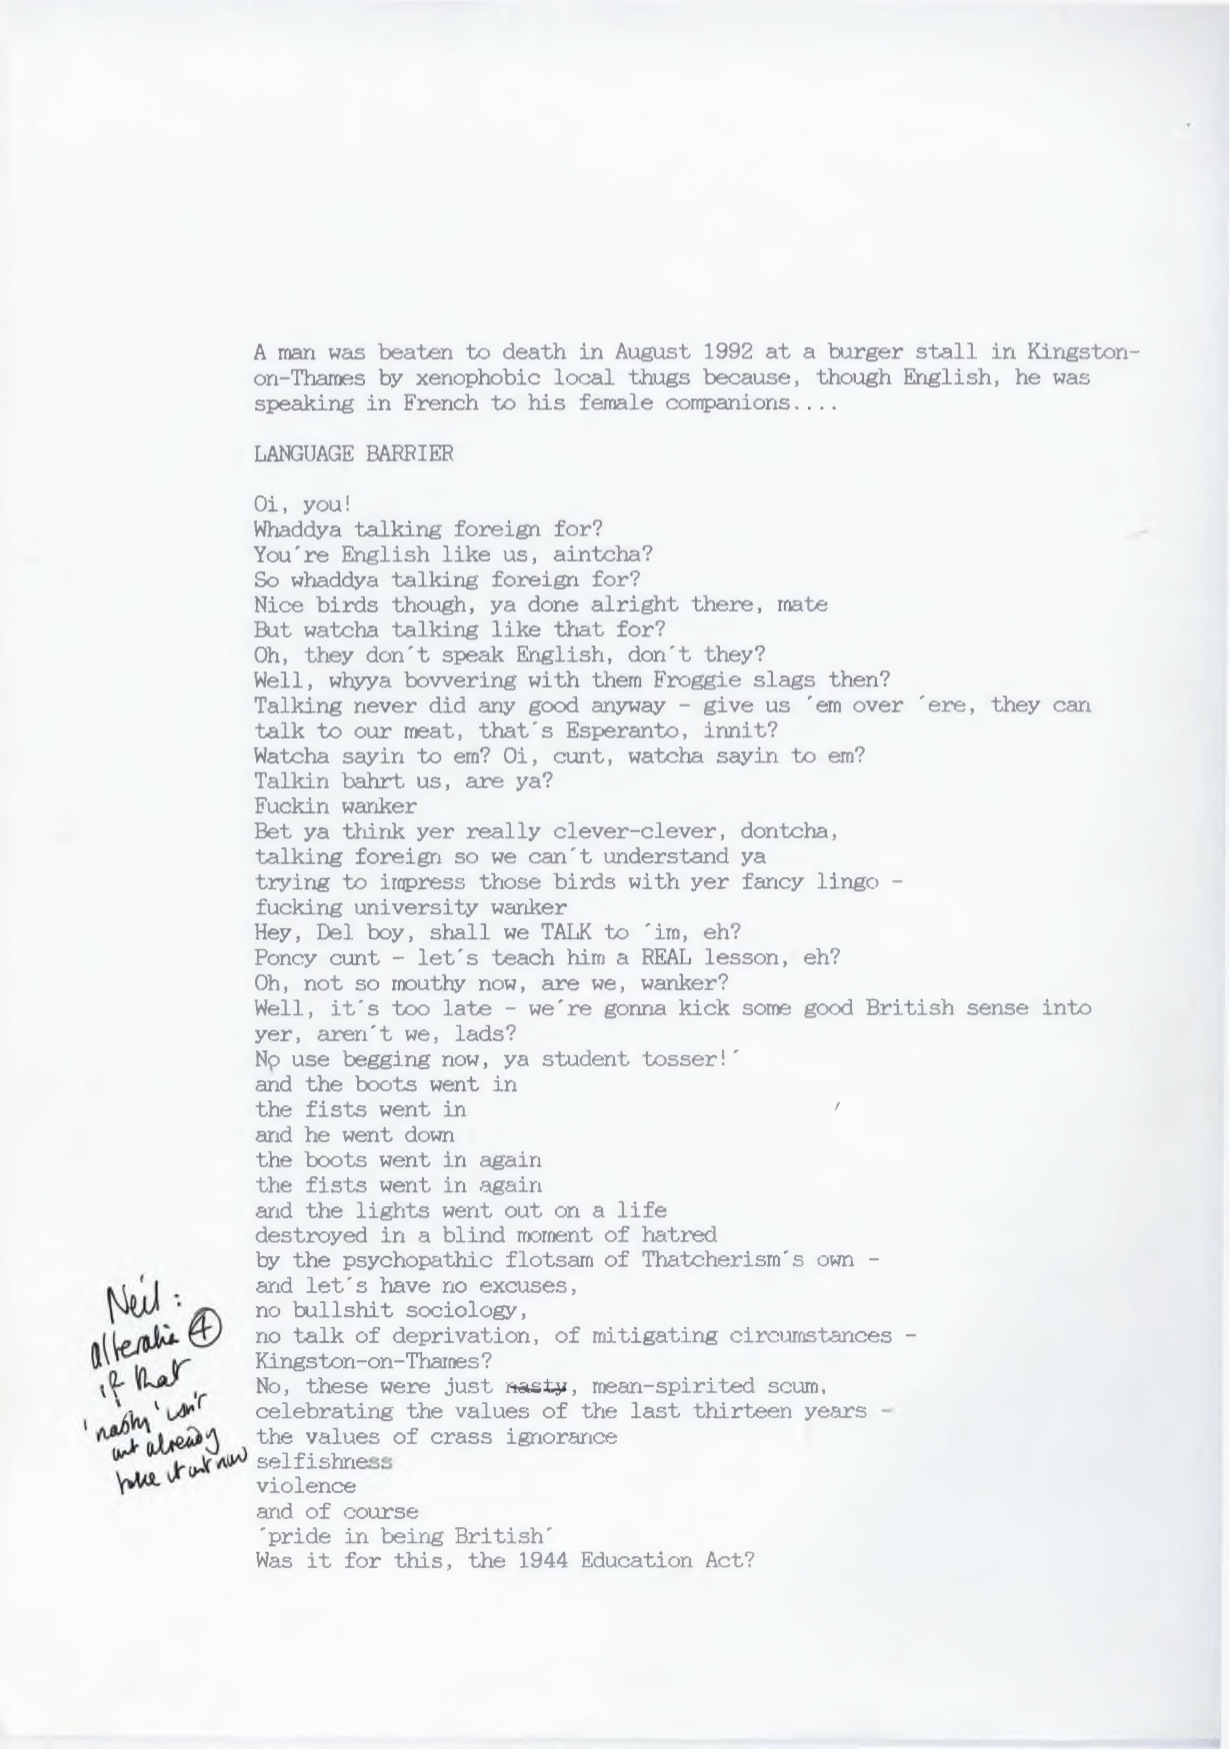 A man was beaten to death in August 1992 at a burger stall in Kingston-
on-Thames by xenophobic local thugs because, though English, he was
speaking in French to his female companions....
LANGUAGE BARRIER
Oi, you!
Whaddya talking foreign for?
You´re English like us, aintcha?
So whaddya talking foreign for?
Nice birds though, ya done alright there, mate
But watcha talking like that for?
Oh, they don´t speak English, don´t they?
Well, whyya bovvering with them Froggie slags then?
Talking never did any good anyway - give us ´em over ´ere, they can
talk to our meat, that´s Esperanto, innit?
Watcha sayin to em? Oi, cunt, watcha sayin to em?
Talkin bahrt us, are ya?
Fuckin wanker
Bet ya think yer really clever-clever, dontcha,
talking foreign so we can´t understand ya
trying to impress those birds with yer fancy lingo -
fucking university wanker
Hey, Del boy, shall we TALK to ´im, eh?
Poncy cunt - let´s teach him a REAL lesson, eh?
Oh, not so mouthy now, are we, wanker?
Well, it´s too late - we´re gonna kick some good British sense into
yer, aren´t we, lads?
No use begging now, ya student tosser!´
and the boots went in
the fists went in
and he went down
the boots went in again
the fists went in again
and the lights went out on a life
destroyed in a blind moment of hatred
by the psychopathic flotsam of Thatcherism´s own -
and let´s have no excuses,
no bullshit sociology,
no talk of deprivation, of mitigating circumstances -
Kingston-on-Thames?
No, these were just nasty, mean-spirited scum,
celebrating the values of the last thirteen years -
the values of crass ignorance
selfishness
violence
and of course
´pride in being British´
Was it for this, the 1944 Education Act?
Neil:
alteration 4
if that
'nasty' isn't
out already
take it out now